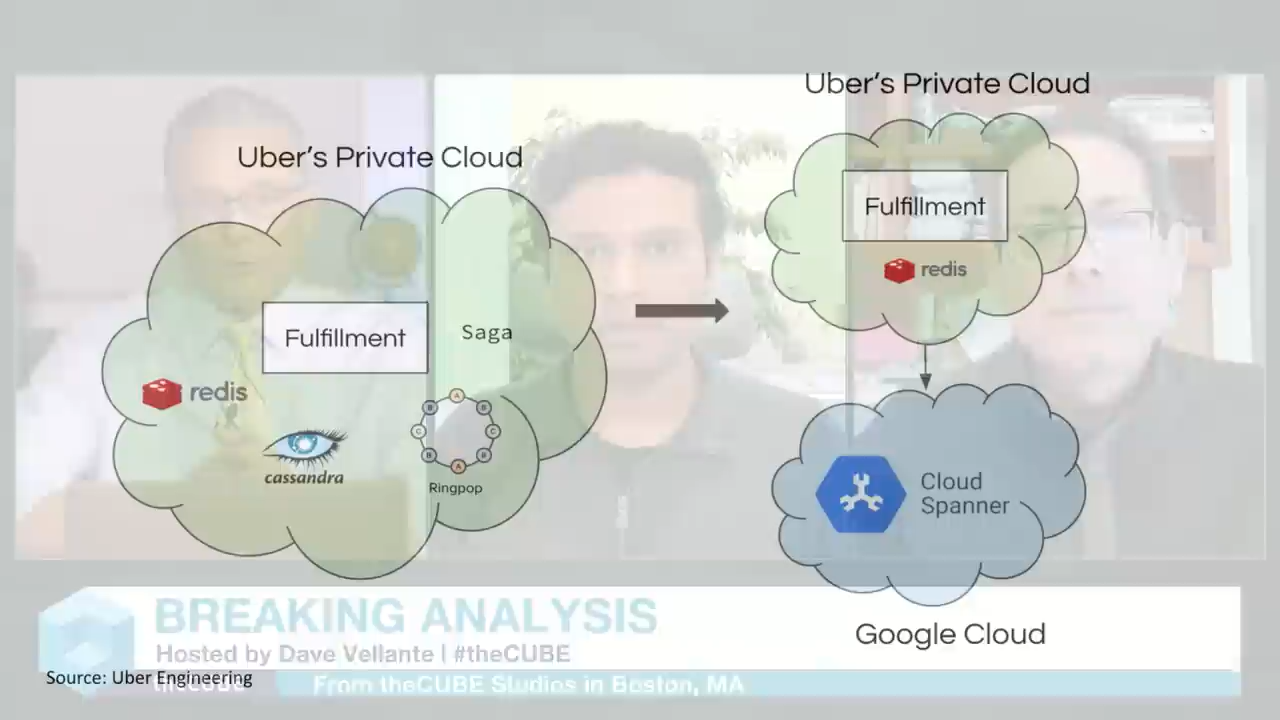 Uber's Private Cloud
Fulfillment
Saga
redis
cassandra
A
B
B
C
C
B
B
A
Ringpop
Uber's Private Cloud
Fulfillment
redis
Cloud
Spanner
Google Cloud
BREAKING ANALYSIS
Hosted by Dave Vellante | #theCUBE
Source: Uber Engineering
theCUBE
From theCUBE Studios in Boston, MA